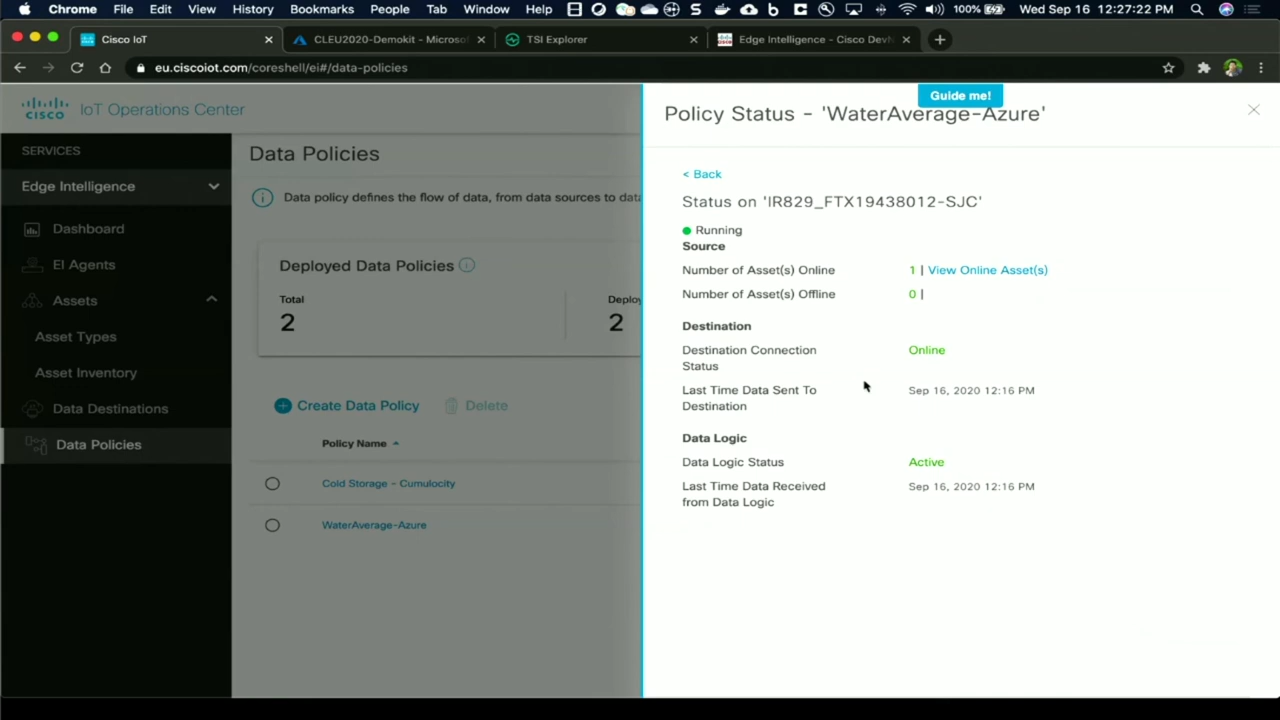 Chrome File Edit View History Bookmarks People Tab Window Help 100% Wed Sep 16 12:27:22 PM
Cisco IoT
CLEU2020-Demokit - Microsof
TSI Explorer
Edge Intelligence - Cisco DevN
eu.ciscoiot.com/coreshell/ei#/data-policies
Guide me!
cisco IoT Operations Center
SERVICES
Edge Intelligence
Dashboard
EI Agents
Assets
Asset Types
Asset Inventory
Data Destinations
Data Policies
Data Policies
Data policy defines the flow of data, from data sources to data
Deployed Data Policies
Total
2
Deploy
2
Create Data Policy
Delete
Policy Name
Cold Storage - Cumulocity
WaterAverage-Azure
Policy Status - 'WaterAverage-Azure'
< Back
Status on 'IR829_FTX19438012-SJC'
Running
Source
Number of Asset(s) Online 1 | View Online Asset(s)
Number of Asset(s) Offline 0 |
Destination
Destination Connection Status Online
Last Time Data Sent To Destination Sep 16, 2020 12:16 PM
Data Logic
Data Logic Status Active
Last Time Data Received from Data Logic Sep 16, 2020 12:16 PM